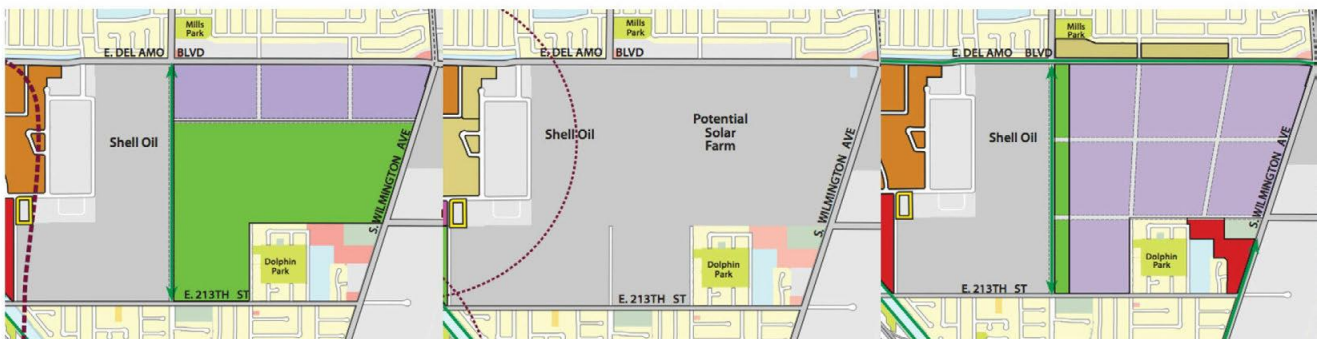 Mills
Park
E. DEL AMO BLVD
Shell Oil
S. WILMINGTON AVE
Dolphin
Park
E. 213TH ST
Mills
Park
E. DEL AMO BLVD
Shell Oil
Potential
Solar
Farm
S. WILMINGTON AVE
Dolphin
Park
E. 213TH ST
Mills
Park
E. DEL AMO BLVD
Shell Oil
S. WILMINGTON AVE
Dolphin
Park
E. 213TH ST